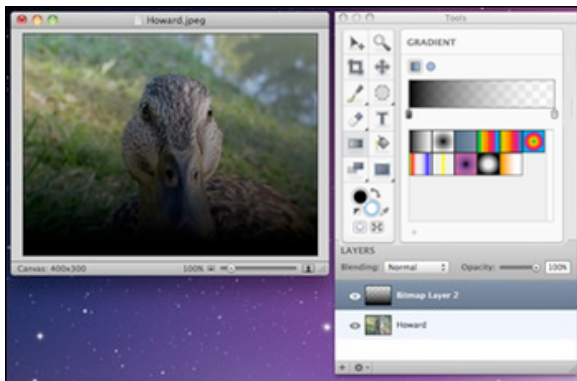 Howard.jpeg
Canvas: 400x300
100%
Tools
GRADIENT
T
LAYERS
Blending: Normal
Opacity: 100%
Bitmap Layer 2
Howard